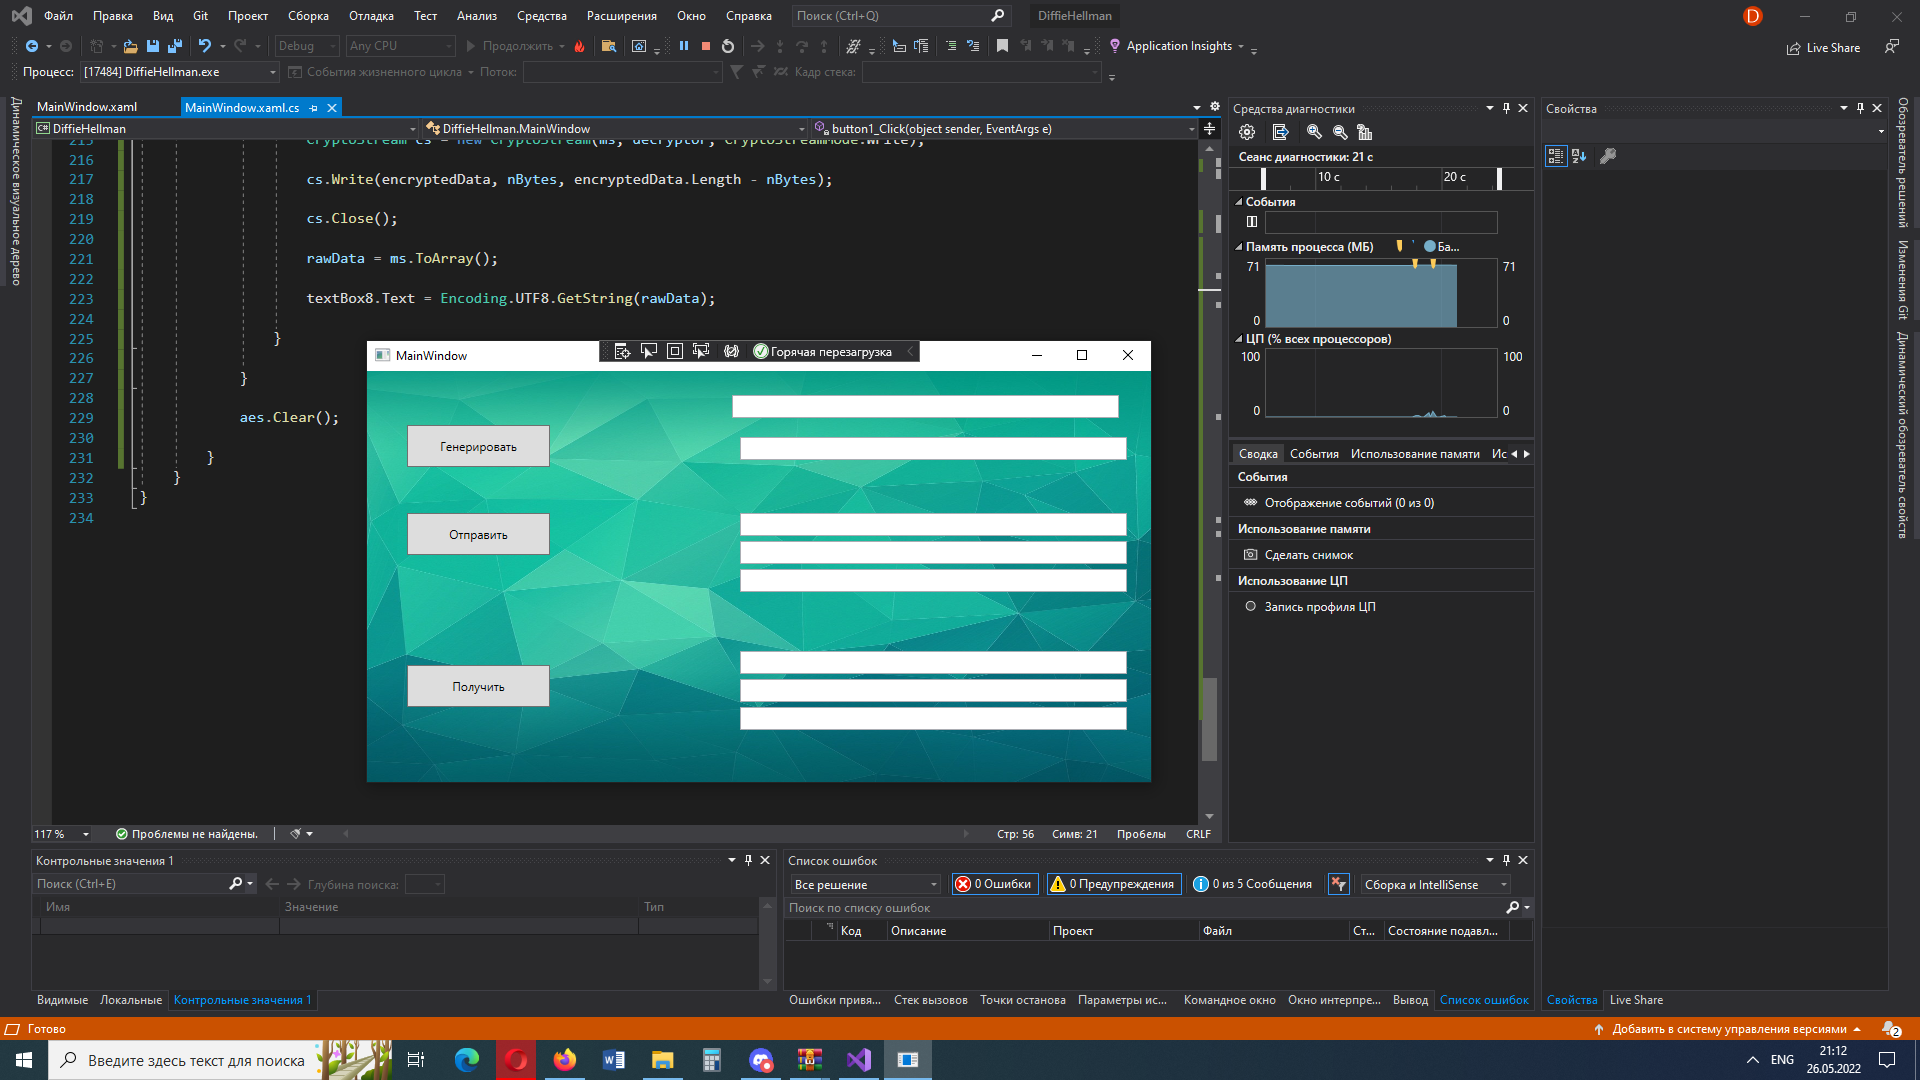 Файл Правка Вид Git Проект Сборка Отладка Тест Анализ Средства Расширения Окно Справка Поиск (Ctrl+Q) DiffieHellman D
Debug Any CPU Продолжить Application Insights Live Share
Процесс: [17484] DiffieHellman.exe События жизненного цикла Поток: Кадр стека:
Динамическое визуальное дерево
MainWindow.xaml MainWindow.xaml.cs
C# DiffieHellman DiffieHellman.MainWindow button1_Click(object sender, EventArgs e)
215 CryptoStream cs = new CryptoStream(ms, decryptor, CryptoStreamMode.Write);
216
217 cs.Write(encryptedData, nBytes, encryptedData.Length - nBytes);
218
219 cs.Close();
220
221 rawData = ms.ToArray();
222
223 textBox8.Text = Encoding.UTF8.GetString(rawData);
224
225 }
226
227 }
228
229 aes.Clear();
230
231 }
232 }
233 }
234
MainWindow
Горячая перезагрузка
Генерировать
Отправить
Получить
117 % Проблемы не найдены. Стр: 56 Симв: 21 Пробелы CRLF
Средства диагностики
Сеанс диагностики: 21 с
10 с 20 с
События
Память процесса (МБ) Ба...
71 71
0 0
ЦП (% всех процессоров)
100 100
0 0
Сводка События Использование памяти Ис
События
Отображение событий (0 из 0)
Использование памяти
Сделать снимок
Использование ЦП
Запись профиля ЦП
Свойства
Обозреватель решений
Изменения Git
Динамический обозреватель свойств
Контрольные значения 1
Поиск (Ctrl+E) Глубина поиска:
Имя Значение Тип
Видимые Локальные Контрольные значения 1
Список ошибок
Все решение 0 Ошибки 0 Предупреждения 0 из 5 Сообщения Сборка и IntelliSense
Поиск по списку ошибок
Код Описание Проект Файл Ст... Состояние подавл...
Ошибки привя... Стек вызовов Точки останова Параметры ис... Командное окно Окно интерпре... Вывод Список ошибок
Свойства Live Share
Готово Добавить в систему управления версиями 2
Введите здесь текст для поиска
ENG
21:12
26.05.2022